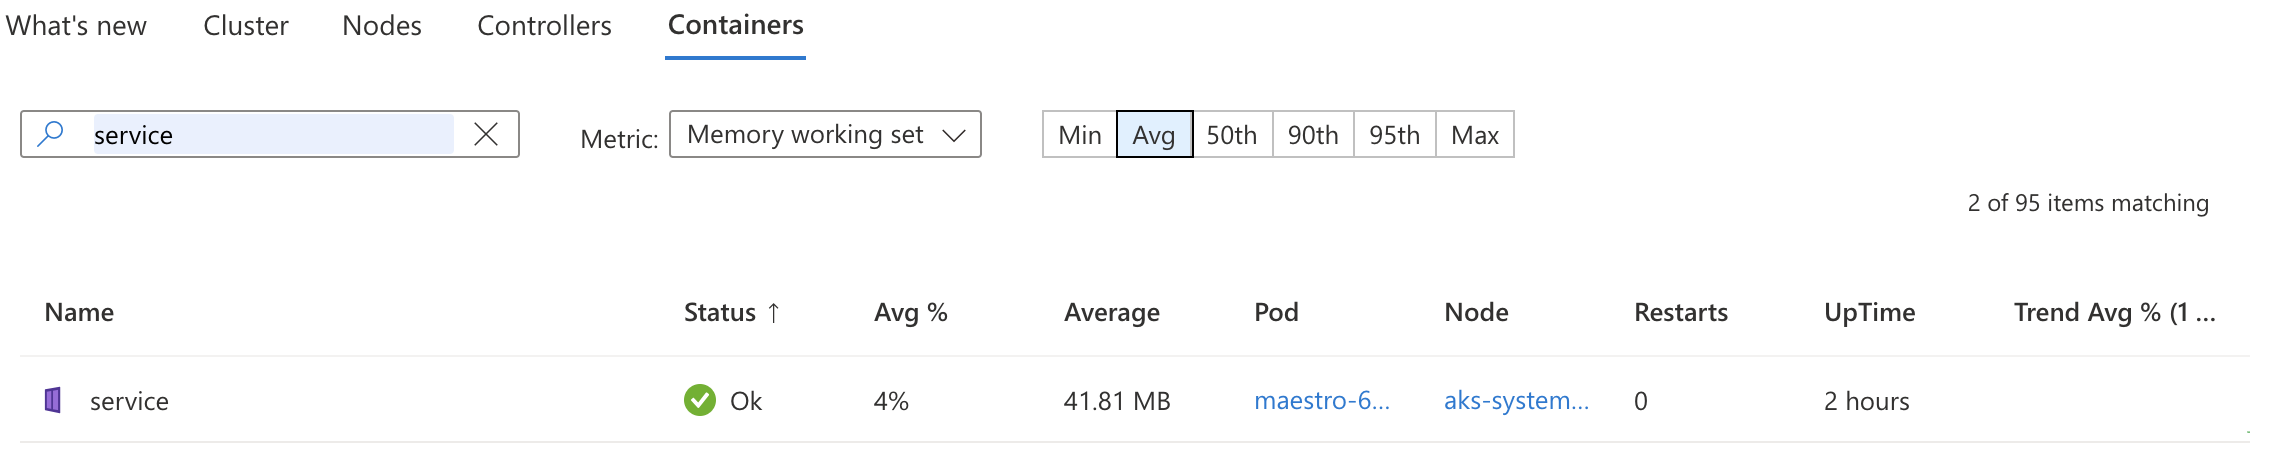 What's new Cluster Nodes Controllers Containers
service Metric: Memory working set Min Avg 50th 90th 95th Max
2 of 95 items matching
Name Status ↑ Avg % Average Pod Node Restarts UpTime Trend Avg % (1 ...
service Ok 4% 41.81 MB maestro-6... aks-system... 0 2 hours